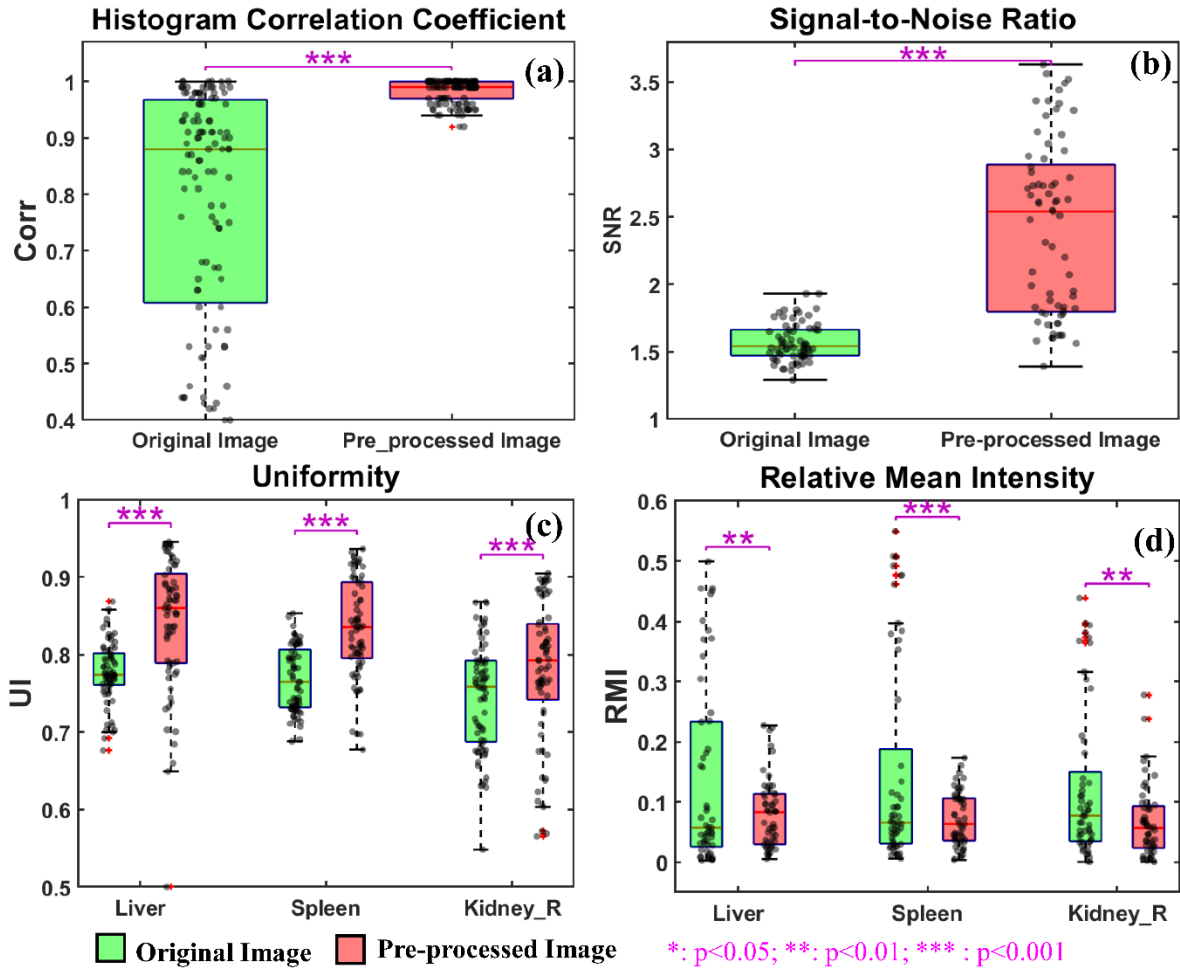 Histogram Correlation Coefficient
***
(a)
Corr
1
0.9
0.8
0.7
0.6
0.5
0.4
Original Image
Pre_processed Image
Signal-to-Noise Ratio
***
(b)
SNR
3.5
3
2.5
2
1.5
1
Original Image
Pre-processed Image
Uniformity
***
***
***
(c)
UI
1
0.9
0.8
0.7
0.6
0.5
Liver
Spleen
Kidney_R
Relative Mean Intensity
**
***
**
(d)
RMI
0.6
0.5
0.4
0.3
0.2
0.1
0
Liver
Spleen
Kidney_R
Original Image
Pre-processed Image
*: p<0.05; **: p<0.01; *** : p<0.001